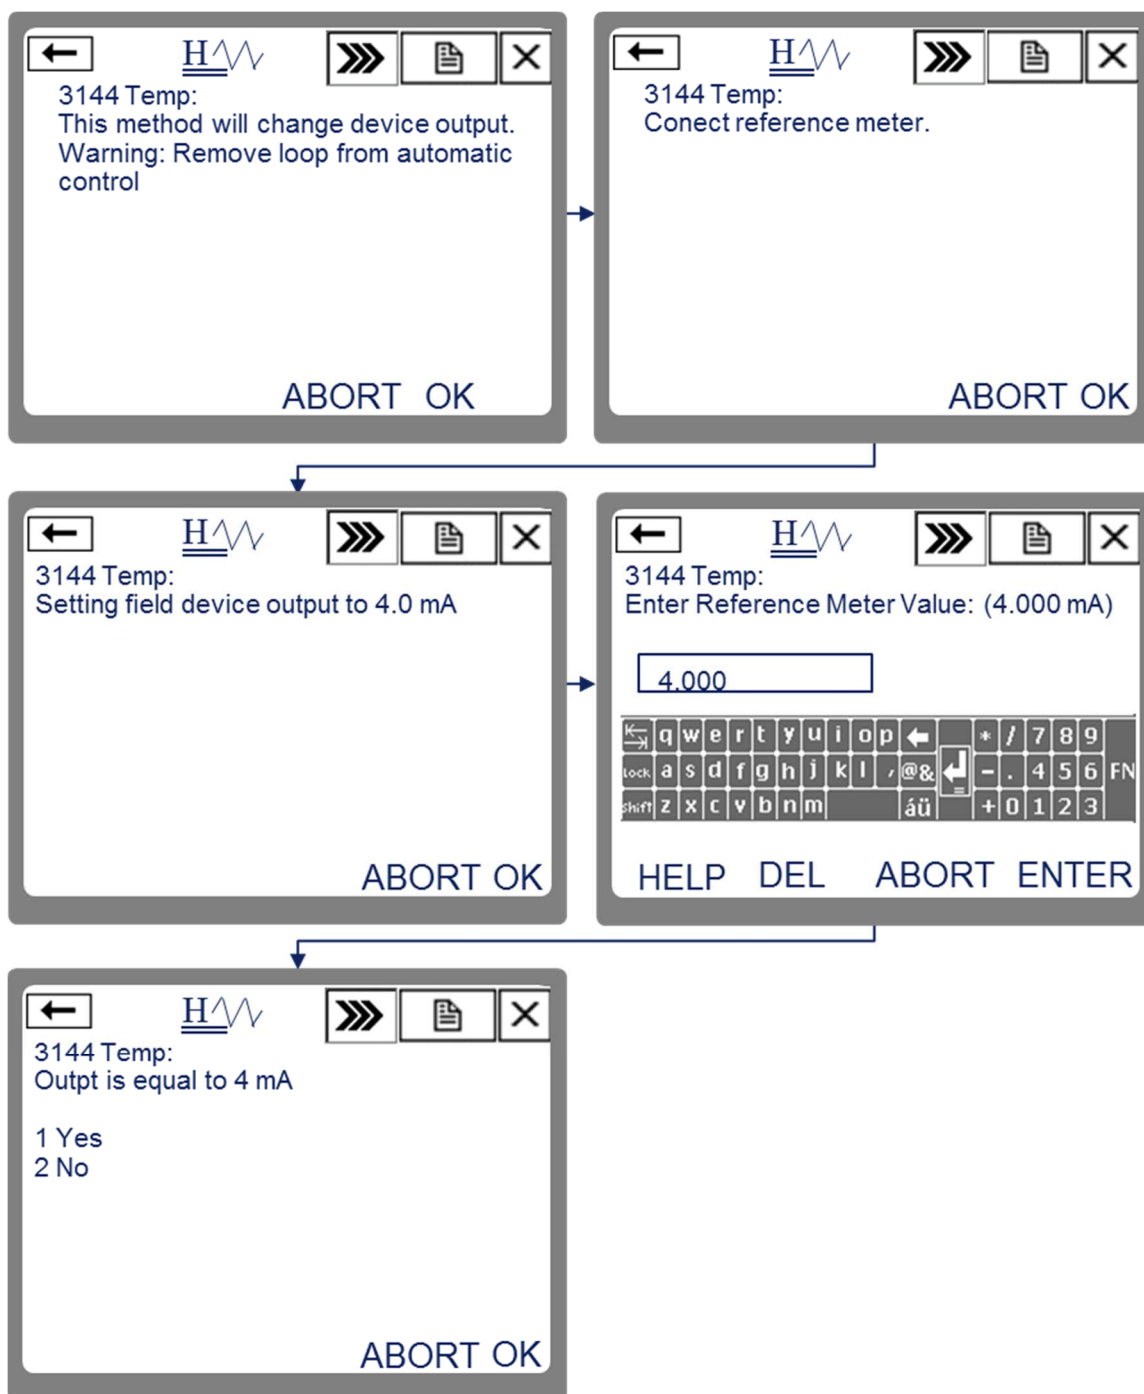 H
3144 Temp:
This method will change device output.
Warning: Remove loop from automatic
control
ABORT OK
H
3144 Temp:
Conect reference meter.
ABORT OK
H
3144 Temp:
Setting field device output to 4.0 mA
ABORT OK
H
3144 Temp:
Enter Reference Meter Value: (4.000 mA)
4.000
q w e r t y u i o p * / 7 8 9
Lock a s d f g h j k l , @& - . 4 5 6 FN
Shift z x c v b n m áü = + 0 1 2 3
HELP DEL ABORT ENTER
H
3144 Temp:
Outpt is equal to 4 mA
1 Yes
2 No
ABORT OK